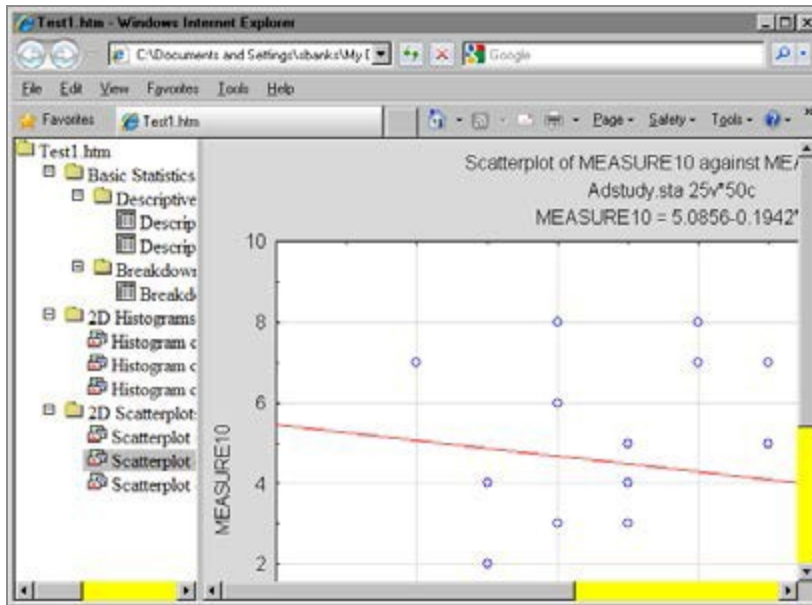 Test1.htm - Windows Internet Explorer
C:\Documents and Settings\sbanks\My D
Google
File Edit View Favorites Tools Help
Favorites
Test1.htm
Page Safety Tools
Test1.htm
Basic Statistics
Descriptive
Descrip
Descrip
Breakdown
Breakd
2D Histograms
Histogram c
Histogram c
Histogram c
2D Scatterplot
Scatterplot
Scatterplot
Scatterplot
Scatterplot of MEASURE10 against MEA
Adstudy.sta 25v*50c
MEASURE10 = 5.0856-0.1942*
10
8
6
4
2
MEASURE10